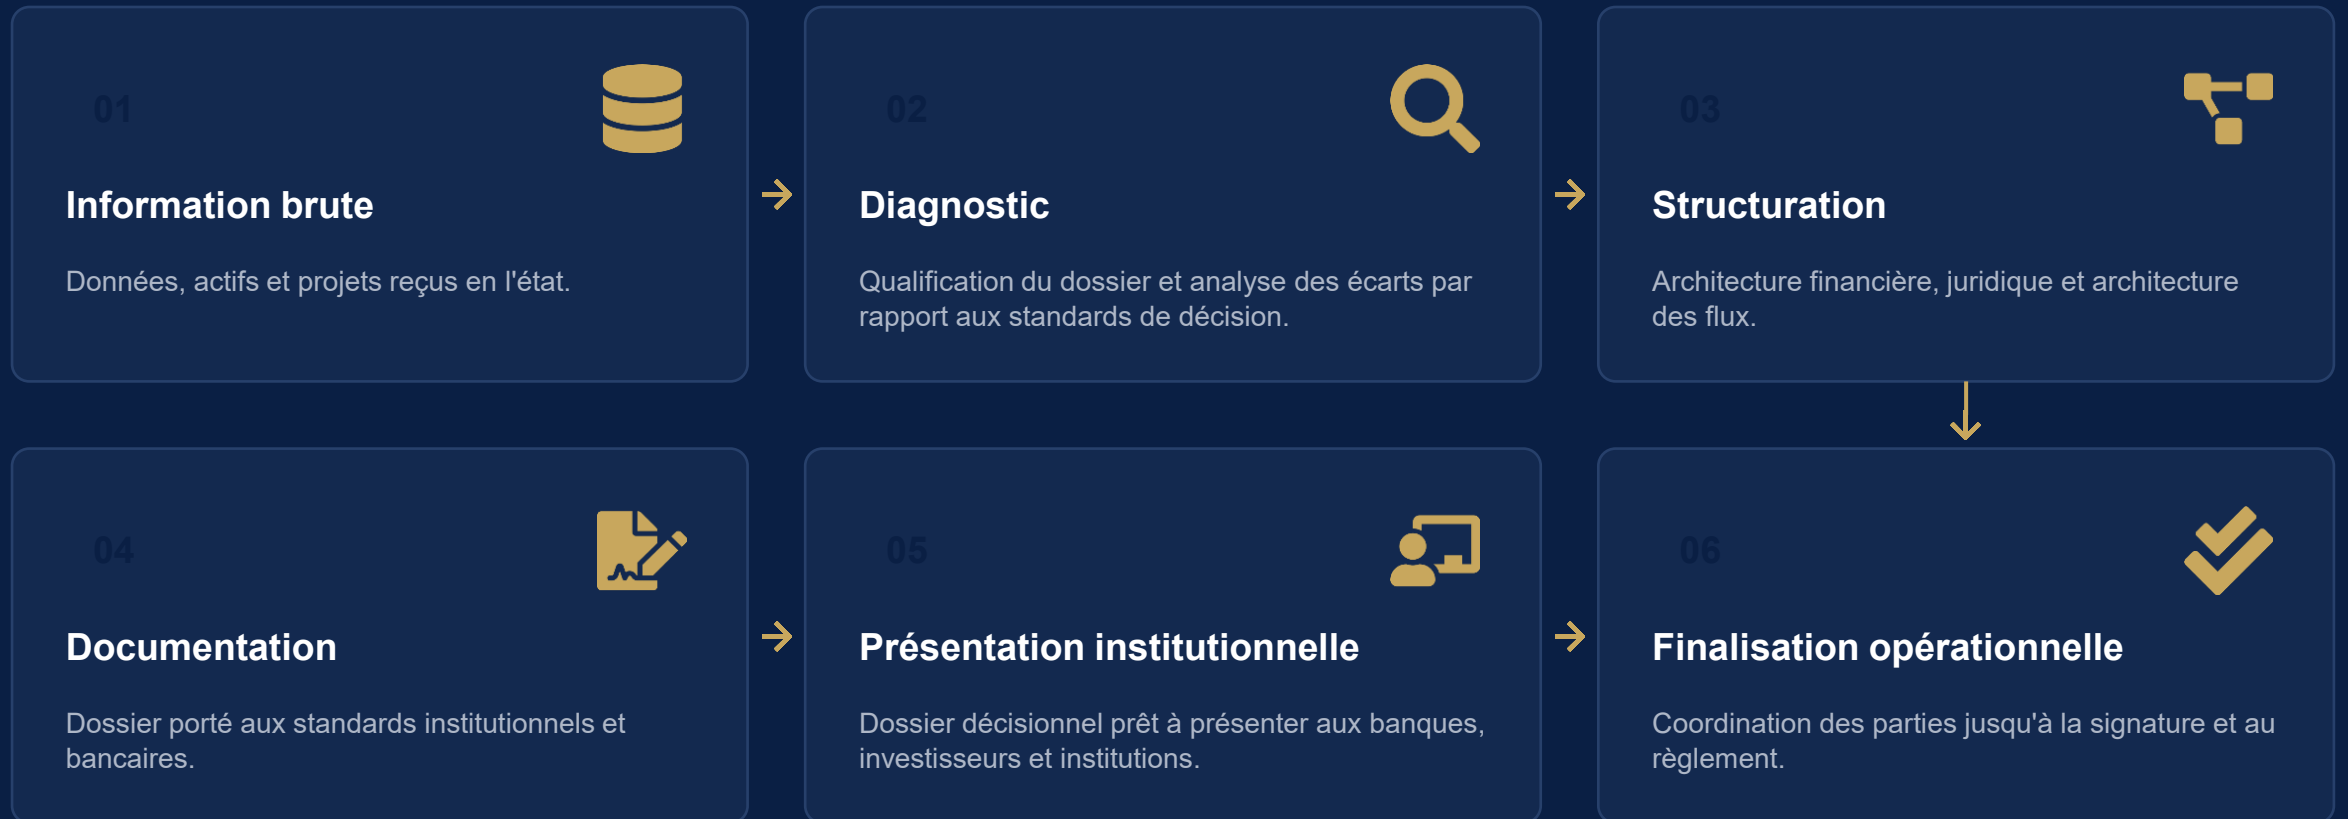 01
Information brute
Données, actifs et projets reçus en l'état.
02
Diagnostic
Qualification du dossier et analyse des écarts par
rapport aux standards de décision.
03
Structuration
Architecture financière, juridique et architecture
des flux.
04
Documentation
Dossier porté aux standards institutionnels et
bancaires.
05
Présentation institutionnelle
Dossier décisionnel prêt à présenter aux banques,
investisseurs et institutions.
06
Finalisation opérationnelle
Coordination des parties jusqu'à la signature et au
règlement.